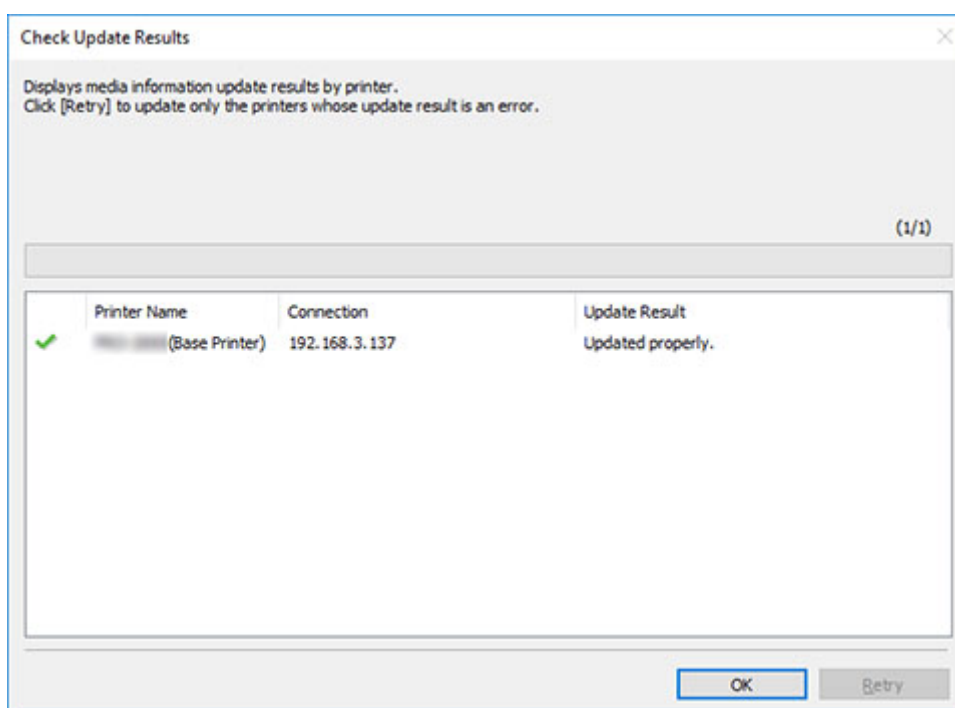 Check Update Results
Displays media information update results by printer.
Click [Retry] to update only the printers whose update result is an error.
(1/1)
Printer Name Connection Update Result
(Base Printer) 192.168.3.137 Updated properly.
OK Retry